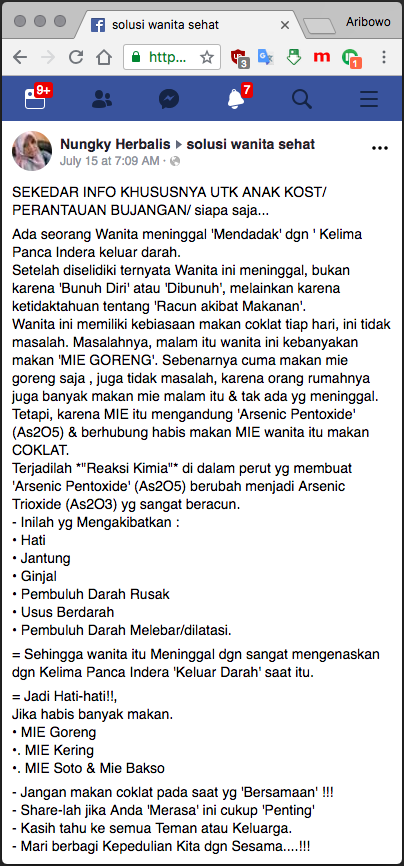 solusi wanita sehat
Aribowo
http...
3
1
9+
7
Nungky Herbalis ▸ solusi wanita sehat
July 15 at 7:09 AM ·
SEKEDAR INFO KHUSUSNYA UTK ANAK KOST/
PERANTAUAN BUJANGAN/ siapa saja...
Ada seorang Wanita meninggal 'Mendadak' dgn ' Kelima
Panca Indera keluar darah.
Setelah diselidiki ternyata Wanita ini meninggal, bukan
karena 'Bunuh Diri' atau 'Dibunuh', melainkan karena
ketidaktahuan tentang 'Racun akibat Makanan'.
Wanita ini memiliki kebiasaan makan coklat tiap hari, ini tidak
masalah. Masalahnya, malam itu wanita ini kebanyakan
makan 'MIE GORENG'. Sebenarnya cuma makan mie
goreng saja , juga tidak masalah, karena orang rumahnya
juga banyak makan mie malam itu & tak ada yg meninggal.
Tetapi, karena MIE itu mengandung 'Arsenic Pentoxide'
(As2O5) & berhubung habis makan MIE wanita itu makan
COKLAT.
Terjadilah *"Reaksi Kimia"* di dalam perut yg membuat
'Arsenic Pentoxide' (As2O5) berubah menjadi Arsenic
Trioxide (As2O3) yg sangat beracun.
- Inilah yg Mengakibatkan :
• Hati
• Jantung
• Ginjal
• Pembuluh Darah Rusak
• Usus Berdarah
• Pembuluh Darah Melebar/dilatasi.
= Sehingga wanita itu Meninggal dgn sangat mengenaskan
dgn Kelima Panca Indera 'Keluar Darah' saat itu.
= Jadi Hati-hati!!,
Jika habis banyak makan.
• MIE Goreng
•. MIE Kering
•. MIE Soto & Mie Bakso
- Jangan makan coklat pada saat yg 'Bersamaan' !!!
- Share-lah jika Anda 'Merasa' ini cukup 'Penting'
- Kasih tahu ke semua Teman atau Keluarga.
- Mari berbagi Kepedulian Kita dgn Sesama....!!!